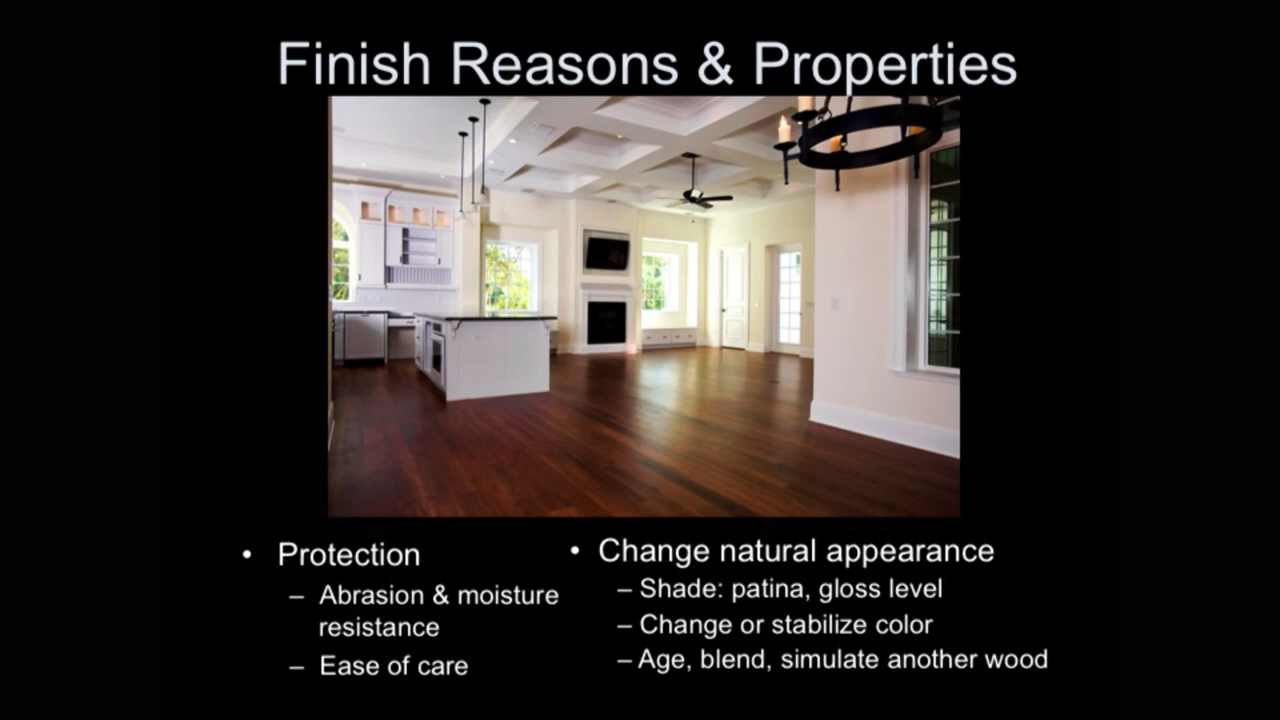 Finish Reasons & Properties
• Protection
– Abrasion & moisture
resistance
– Ease of care
• Change natural appearance
– Shade: patina, gloss level
– Change or stabilize color
– Age, blend, simulate another wood